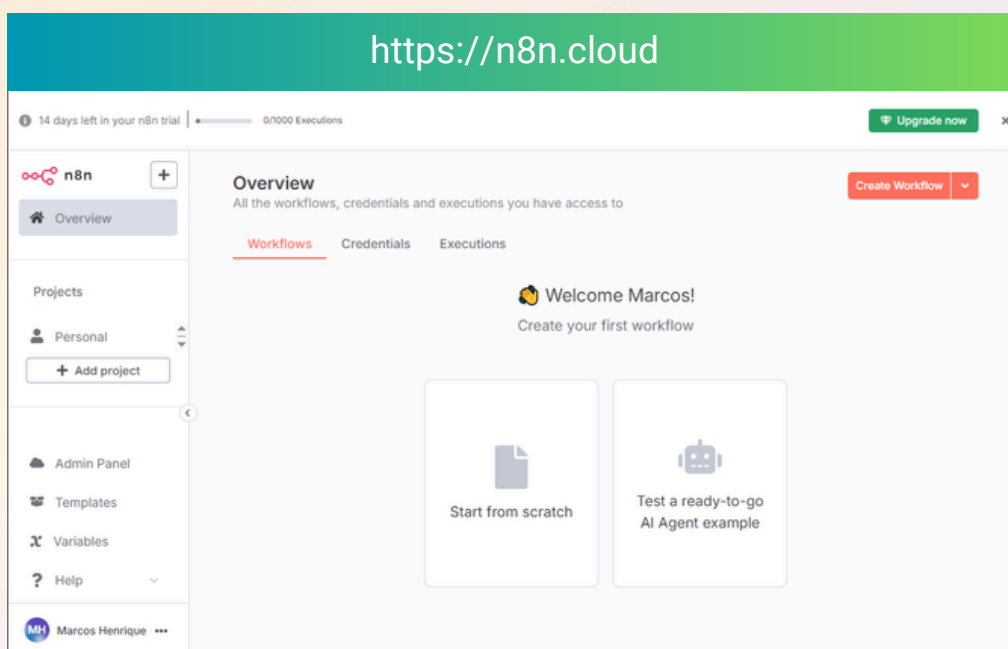 https://n8n.cloud
14 days left in your n8n trial
0/1000 Executions
Upgrade now
n8n
Overview
Projects
Personal
Add project
Admin Panel
Templates
Variables
Help
MH
Marcos Henrique
Overview
All the workflows, credentials and executions you have access to
Create Workflow
Workflows Credentials Executions
Welcome Marcos!
Create your first workflow
Start from scratch
Test a ready-to-go
AI Agent example